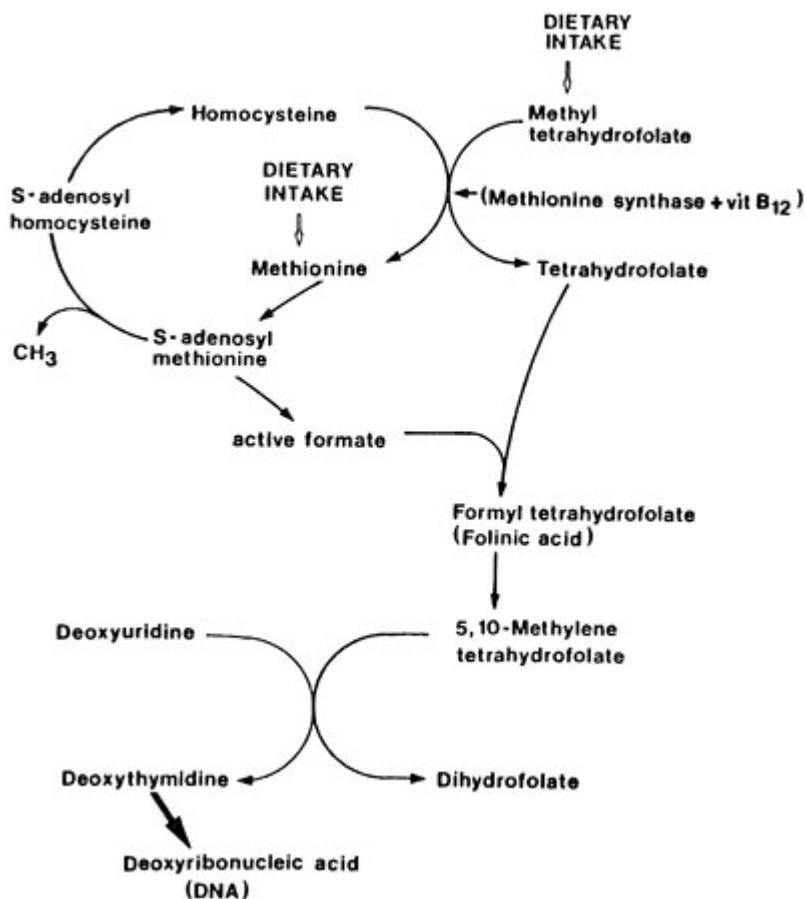 DIETARY
INTAKE
Homocysteine
Methyl
tetrahydrofolate
DIETARY
INTAKE
S-adenosyl
homocysteine
(Methionine synthase+vit B12)
Methionine
Tetrahydrofolate
S-adenosyl
methionine
CH3
active formate
Formyl tetrahydrofolate
(Folinic acid)
Deoxyuridine
5,10-Methylene
tetrahydrofolate
Deoxythymidine
Dihydrofolate
Deoxyribonucleic acid
(DNA)